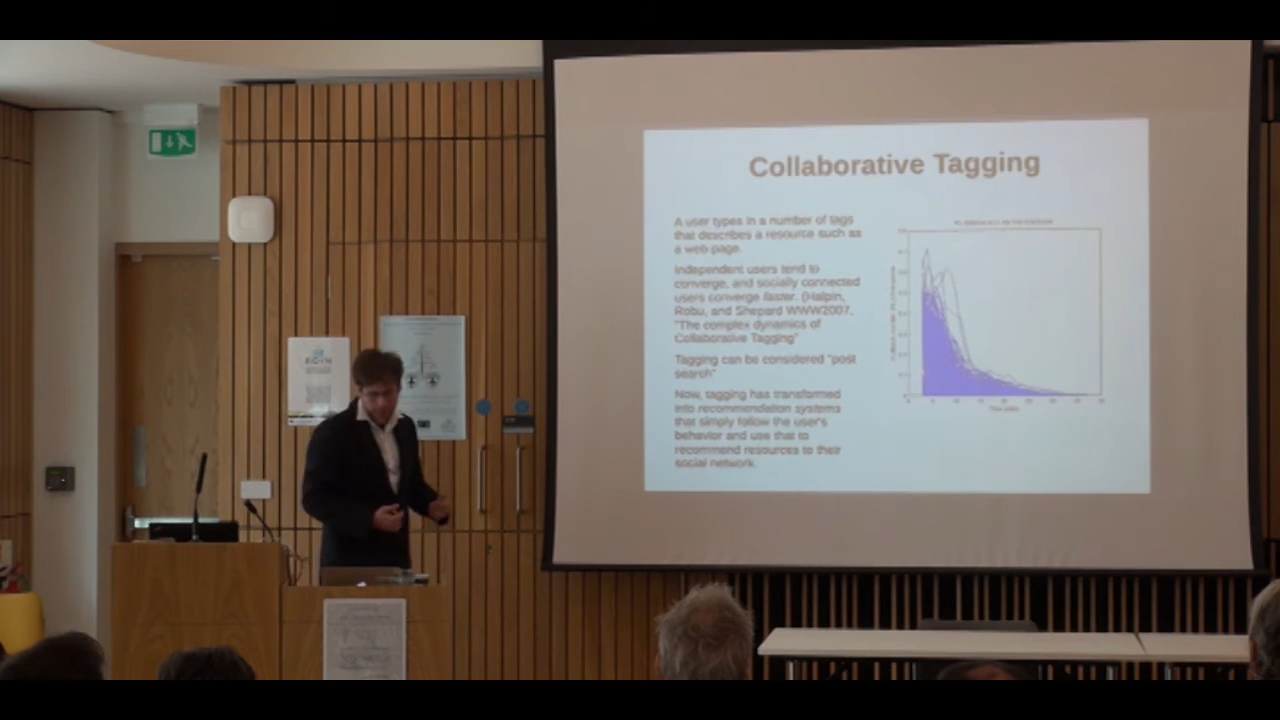 Collaborative Tagging
A user types in a number of tags
that describes a resource such as
a web page.
Independent users tend to
converge, and socially connected
users converge faster. (Halpin,
Robu, and Shepard WWW2007,
"The complex dynamics of
Collaborative Tagging"
Tagging can be considered "post
search"
Now, tagging has transformed
into recommendation systems
that simply follow the user's
behavior and use that to
recommend resources to their
social network.